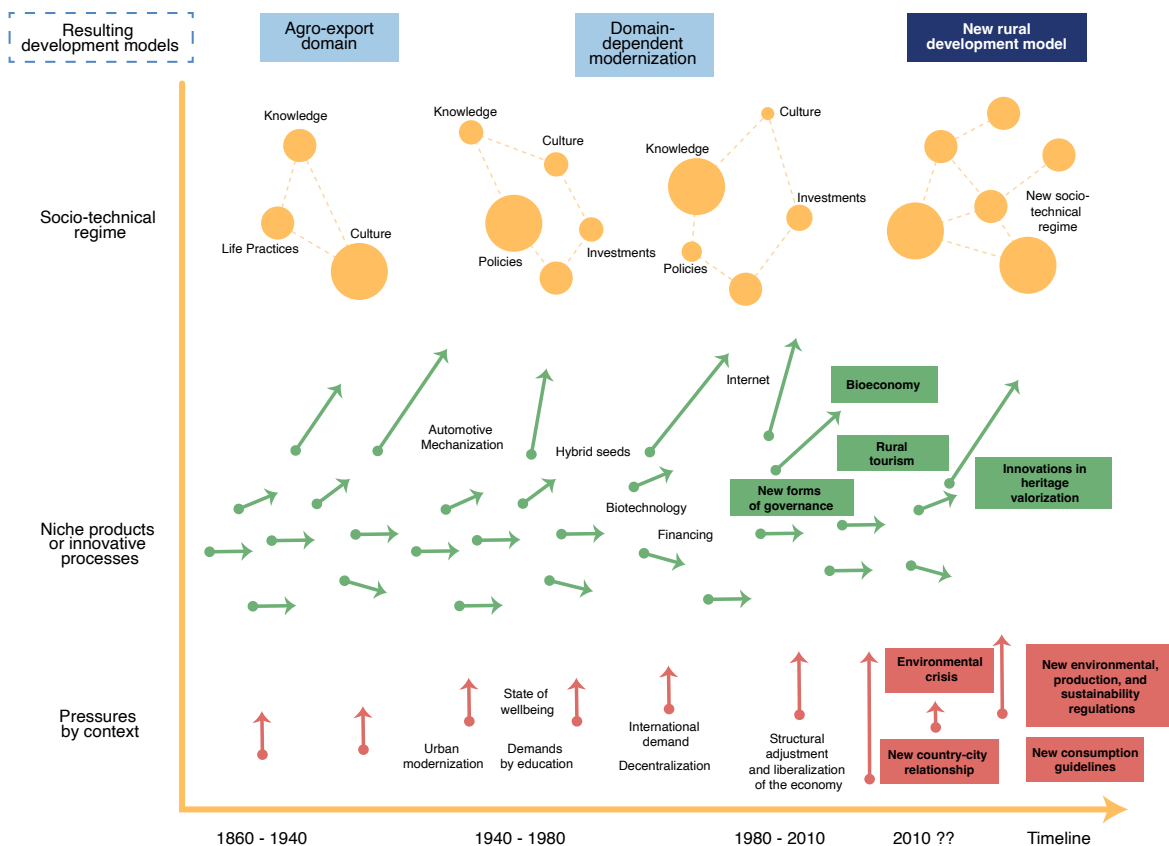 Resulting
development models
Agro-export
domain
Domain-
dependent
modernization
New rural
development model
Socio-technical
regime
Knowledge
Life Practices
Culture
Knowledge
Culture
Policies
Investments
Knowledge
Culture
Investments
Policies
New socio-
technical
regime
Niche products
or innovative
processes
Automotive
Mechanization
Hybrid seeds
Biotechnology
Financing
Internet
Bioeconomy
Rural
tourism
New forms
of governance
Innovations in
heritage
valorization
Pressures
by context
Urban
modernization
State of
wellbeing
Demands
by education
International
demand
Decentralization
Structural
adjustment
and liberalization
of the economy
Environmental
crisis
New country-city
relationship
New environmental,
production, and
sustainability
regulations
New consumption
guidelines
1860 - 1940
1940 - 1980
1980 - 2010
2010 ??
Timeline